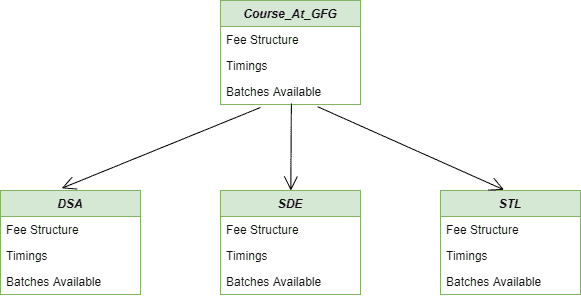 Course_At_GFG
Fee Structure
Timings
Batches Available
DSA
Fee Structure
Timings
Batches Available
SDE
Fee Structure
Timings
Batches Available
STL
Fee Structure
Timings
Batches Available